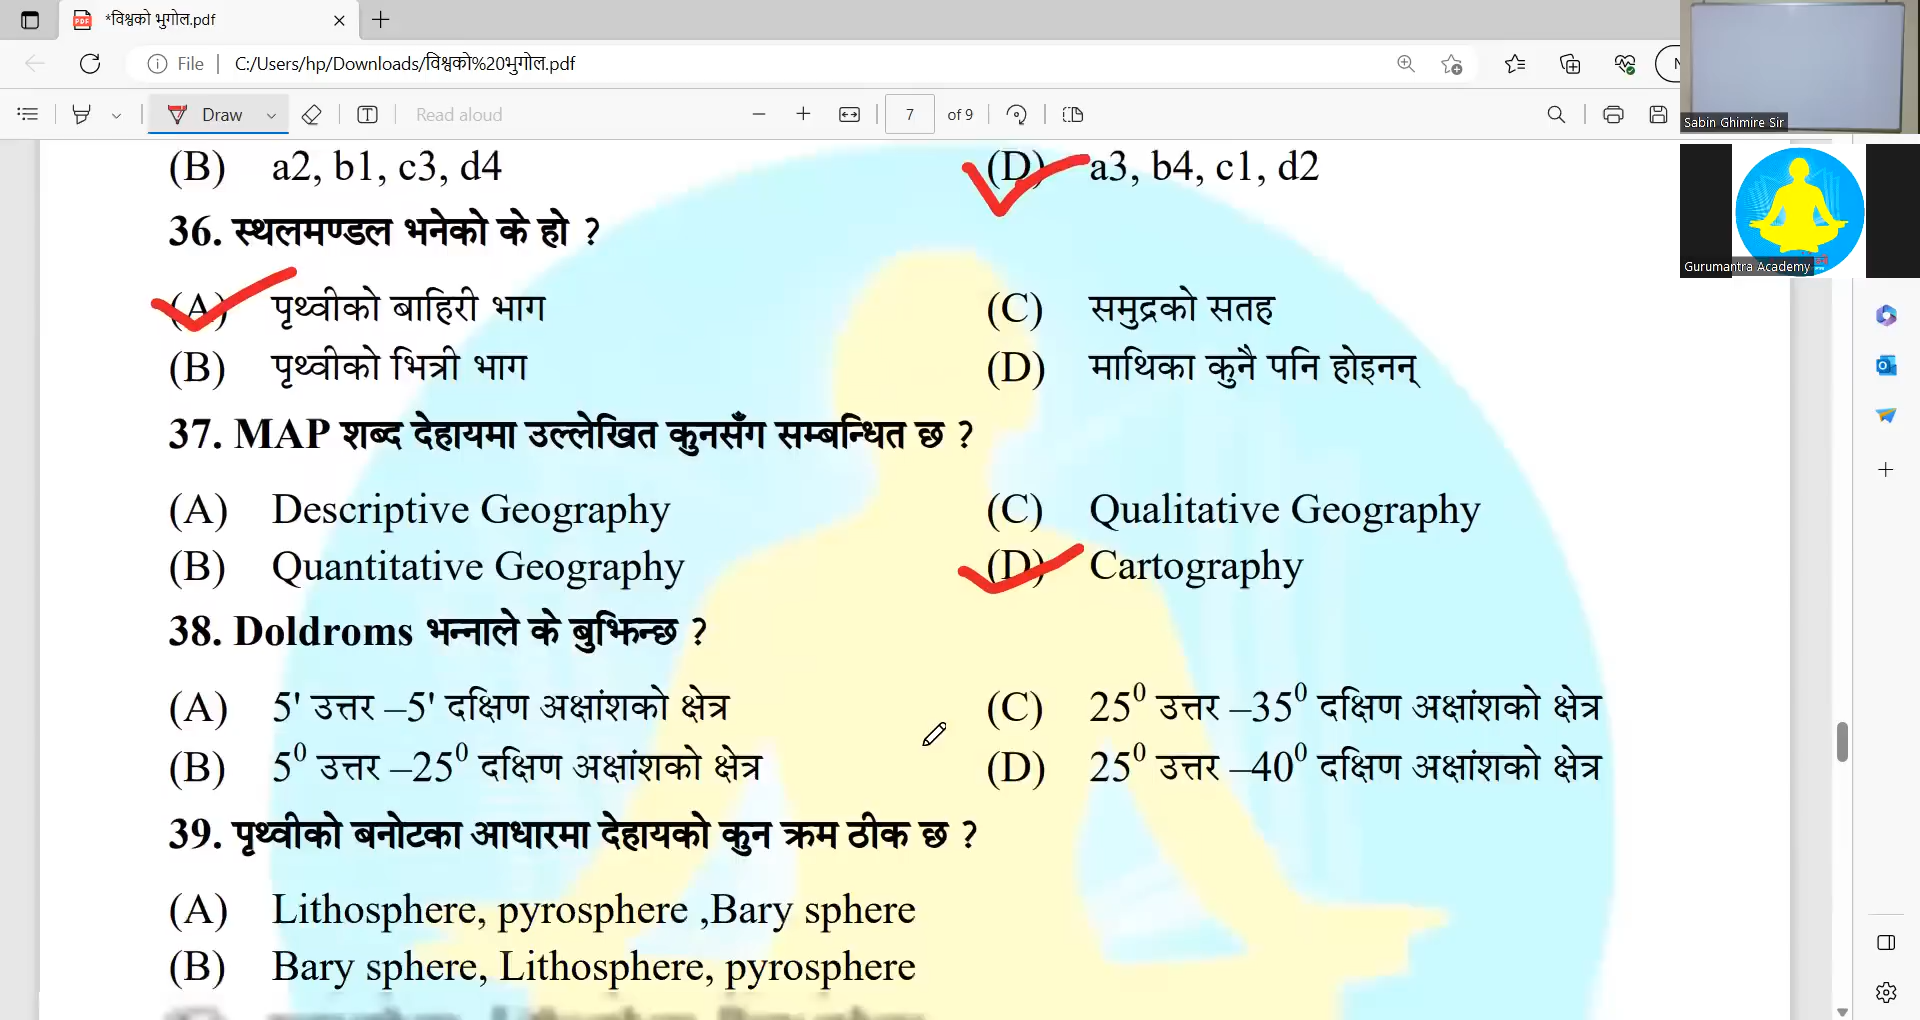 *विश्वको भुगोल.pdf
File
C:/Users/hp/Downloads/विश्वको%20भुगोल.pdf
Draw
Read aloud
7 of 9
Sabin Ghimire Sir
Gurumantra Academy
(B) a2, b1, c3, d4 (D) a3, b4, c1, d2
36. स्थलमण्डल भनेको के हो ?
(A) पृथ्वीको बाहिरी भाग (C) समुद्रको सतह
(B) पृथ्वीको भित्री भाग (D) माथिका कुनै पनि होइनन्
37. MAP शब्द देहायमा उल्लेखित कुनसँग सम्बन्धित छ ?
(A) Descriptive Geography (C) Qualitative Geography
(B) Quantitative Geography (D) Cartography
38. Doldroms भन्नाले के बुझिन्छ ?
(A) 5' उत्तर –5' दक्षिण अक्षांशको क्षेत्र (C) 25⁰ उत्तर –35⁰ दक्षिण अक्षांशको क्षेत्र
(B) 5⁰ उत्तर –25⁰ दक्षिण अक्षांशको क्षेत्र (D) 25⁰ उत्तर –40⁰ दक्षिण अक्षांशको क्षेत्र
39. पृथ्वीको बनोटका आधारमा देहायको कुन क्रम ठीक छ ?
(A) Lithosphere, pyrosphere ,Bary sphere
(B) Bary sphere, Lithosphere, pyrosphere